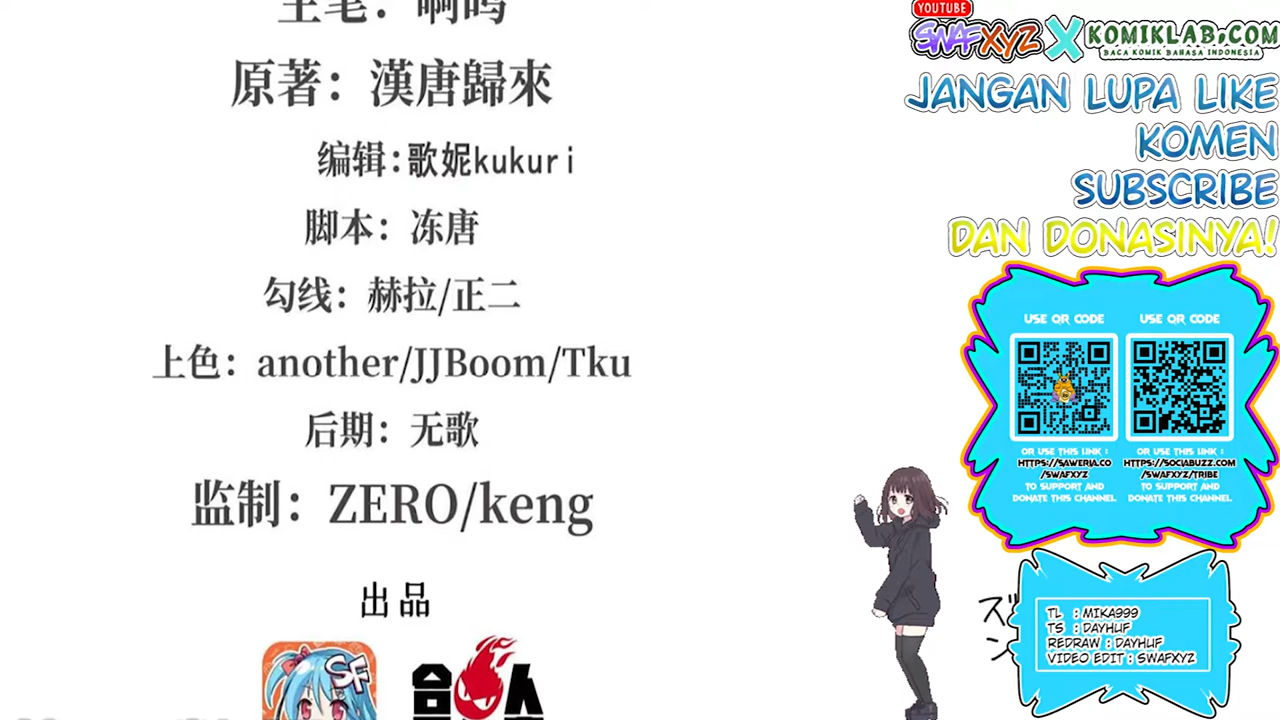 主笔：啊呜
原著：漢唐歸來
编辑:歌妮kukuri
脚本：冻唐
勾线：赫拉/正二
上色：another/JJBoom/Tku
后期：无歌
监制：ZERO/keng
出品
SF
YOUTUBE
SWAFXYZ X KOMIKLAB.COM
BACA KOMIK BAHASA INDONESIA
JANGAN LUPA LIKE
KOMEN
SUBSCRIBE
DAN DONASINYA!
USE QR CODE
OR USE THIS LINK :
HTTPS://SAWERIA.CO
/SWAFXYZ
TO SUPPORT AND
DONATE THIS CHANNEL
USE QR CODE
OR USE THIS LINK :
HTTPS://SOCIABUZZ.COM
/SWAFXYZ/TRIBE
TO SUPPORT AND
DONATE THIS CHANNEL
TL : MIKA999
TS : DAYHUF
REDRAW : DAYHUF
VIDEO EDIT : SWAFXYZ